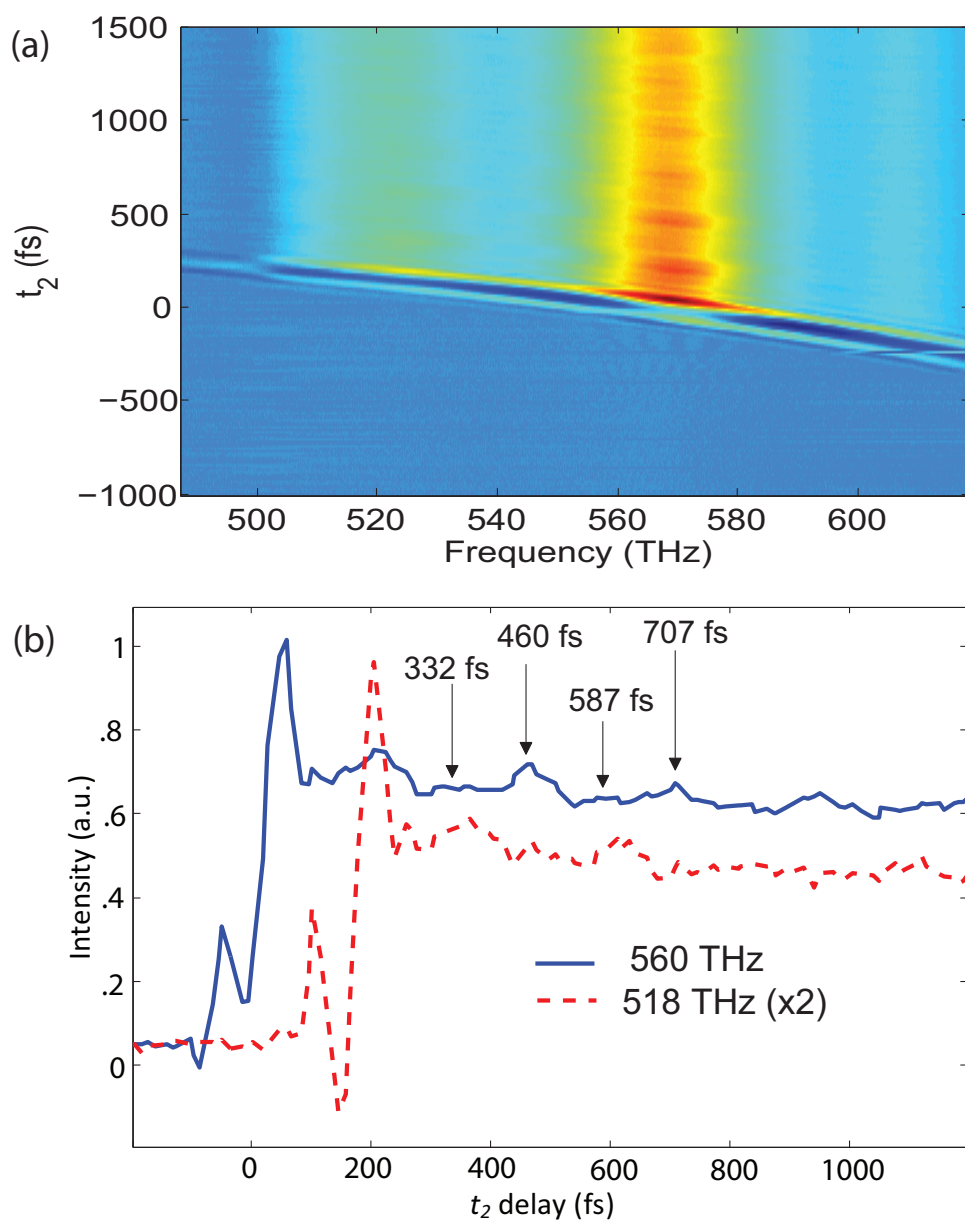 (a)
1500
1000
500
0
−500
−1000
t2 (fs)
500 520 540 560 580 600
Frequency (THz)
(b)
1
.8
.6
.4
.2
0
Intensity (a.u.)
332 fs
460 fs
587 fs
707 fs
560 THz
518 THz (x2)
0 200 400 600 800 1000
t2 delay (fs)